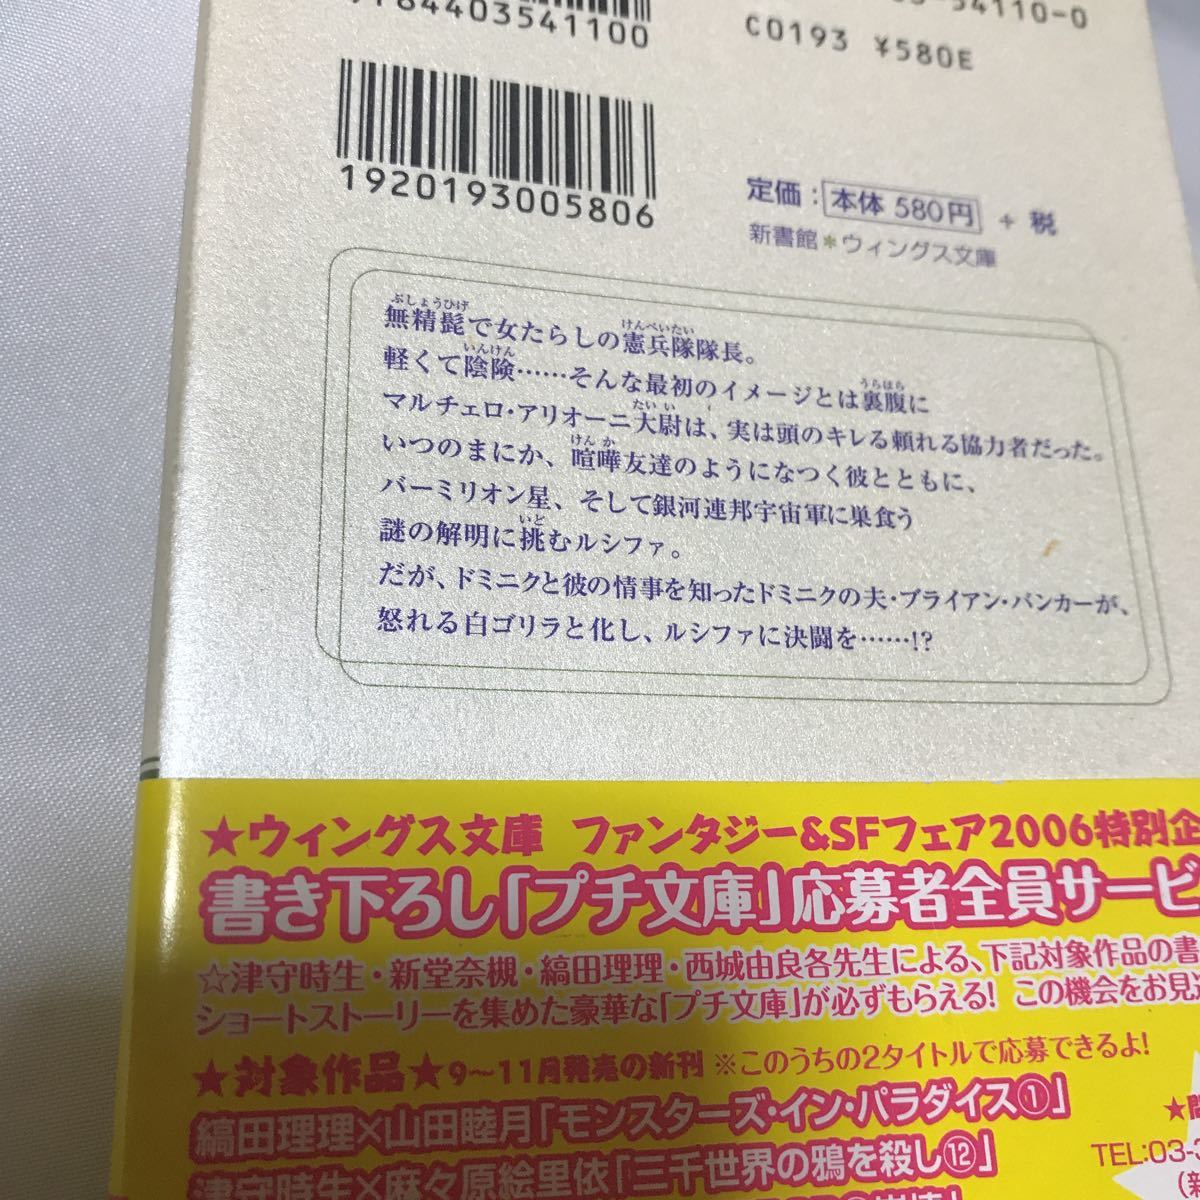 9784403541100
54110-0
C0193 ¥580E
1920193005806
定価：本体 580円 + 税
新書館＊ウィングス文庫
無精髭で女たらしの憲兵隊隊長。
軽くて陰険……そんな最初のイメージとは裏腹に
マルチェロ・アリオーニ大尉は、実は頭のキレる頼れる協力者だった。
いつのまにか、喧嘩友達のようになつく彼とともに、
バーミリオン星、そして銀河連邦宇宙軍に巣食う
謎の解明に挑むルシファ。
だが、ドミニクと彼の情事を知ったドミニクの夫・ブライアン・バンカーが、
怒れる白ゴリラと化し、ルシファに決闘を……!?
★ウィングス文庫 ファンタジー&SFフェア2006特別企
書き下ろし「プチ文庫」応募者全員サービ
☆津守時生・新堂奈槻・縞田理理・西城由良各先生による、下記対象作品の書
ショートストーリーを集めた豪華な「プチ文庫」が必ずもらえる! この機会をお見逃
★対象作品★9〜11月発売の新刊 ※このうちの2タイトルで応募できるよ!
縞田理理×山田睦月「モンスターズ・イン・パラダイス①」
津守時生×麻々原絵里依「三千世界の鴉を殺し⑫」
TEL:03-3